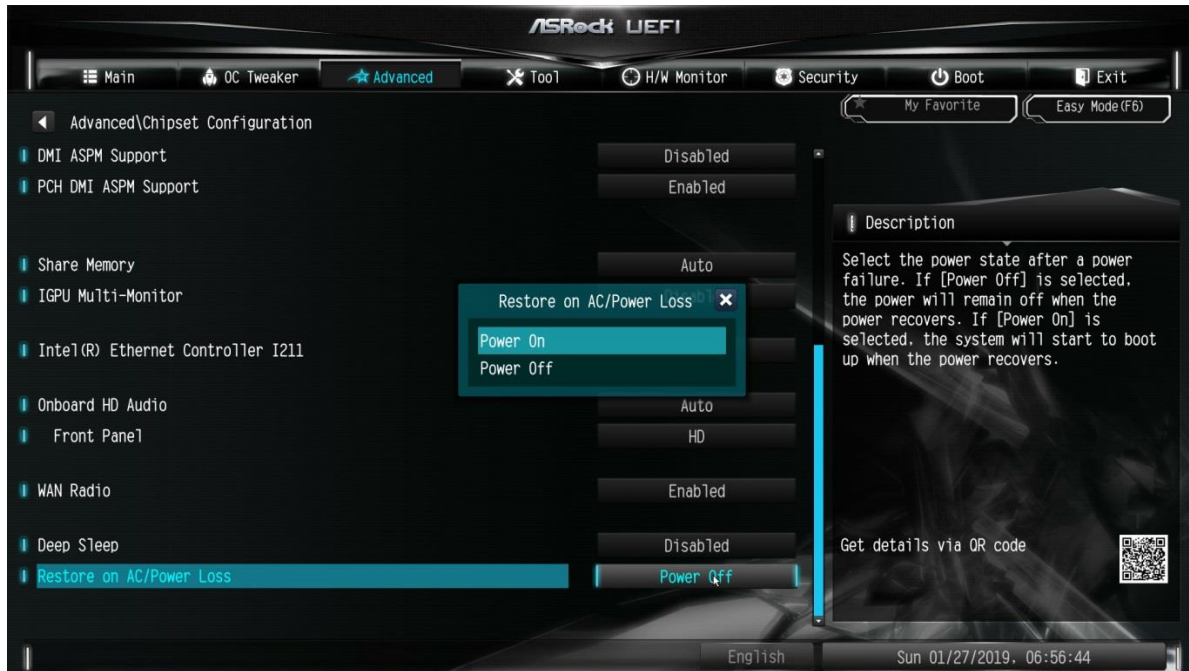 ASRock UEFI
Main OC Tweaker Advanced Tool H/W Monitor Security Boot Exit
My Favorite Easy Mode(F6)
Advanced\Chipset Configuration
DMI ASPM Support Disabled
PCH DMI ASPM Support Enabled
Share Memory Auto
IGPU Multi-Monitor
Intel(R) Ethernet Controller I211
Onboard HD Audio Auto
Front Panel HD
WAN Radio Enabled
Deep Sleep Disabled
Restore on AC/Power Loss Power Off
Restore on AC/Power Loss
Power On
Power Off
Description
Select the power state after a power
failure. If [Power Off] is selected,
the power will remain off when the
power recovers. If [Power On] is
selected, the system will start to boot
up when the power recovers.
Get details via QR code
English Sun 01/27/2019, 06:56:44